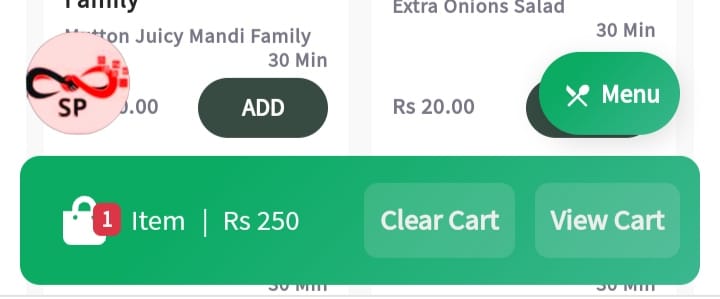 Family
Extra Onions Salad
Mutton Juicy Mandi Family
30 Min
30 Min
SP
.00
ADD
Rs 20.00
Menu
1 Item | Rs 250
Clear Cart
View Cart
30 Min
30 Min